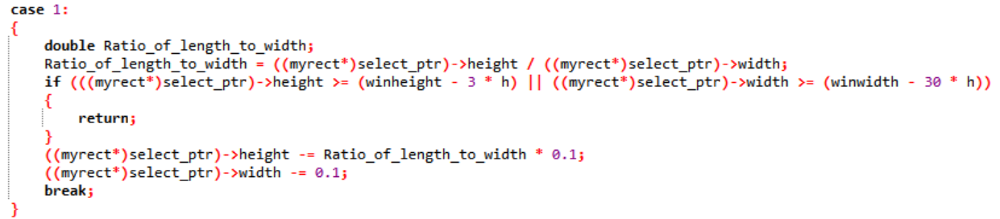 case 1:
{
double Ratio_of_length_to_width;
Ratio_of_length_to_width = ((myrect*)select_ptr)->height / ((myrect*)select_ptr)->width;
if (((myrect*)select_ptr)->height >= (winheight - 3 * h) || ((myrect*)select_ptr)->width >= (winwidth - 30 * h))
{
return;
}
((myrect*)select_ptr)->height -= Ratio_of_length_to_width * 0.1;
((myrect*)select_ptr)->width -= 0.1;
break;
}